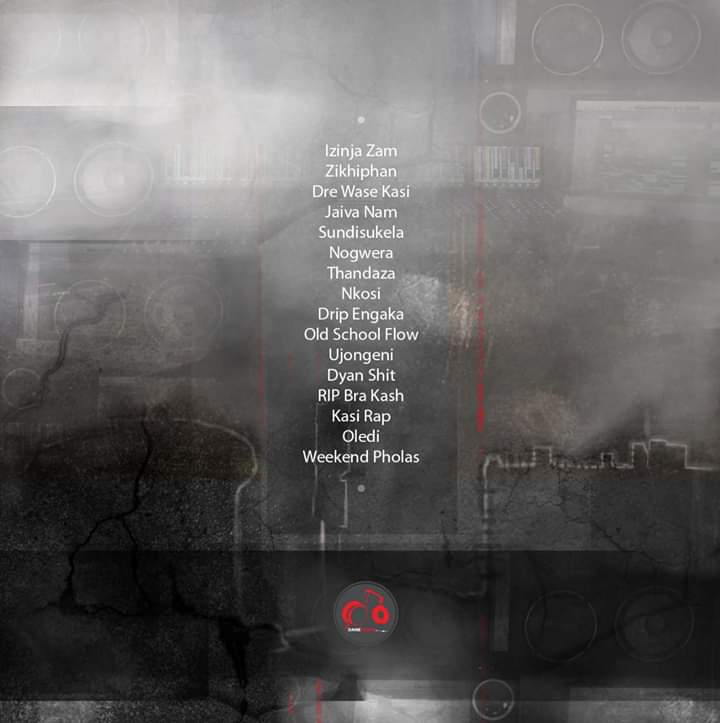 Izinja Zam
Zikhiphan
Dre Wase Kasi
Jaiva Nam
Sundisukela
Nogwera
Thandaza
Nkosi
Drip Engaka
Old School Flow
Ujongeni
Dyan Shit
RIP Bra Kash
Kasi Rap
Oledi
Weekend Pholas